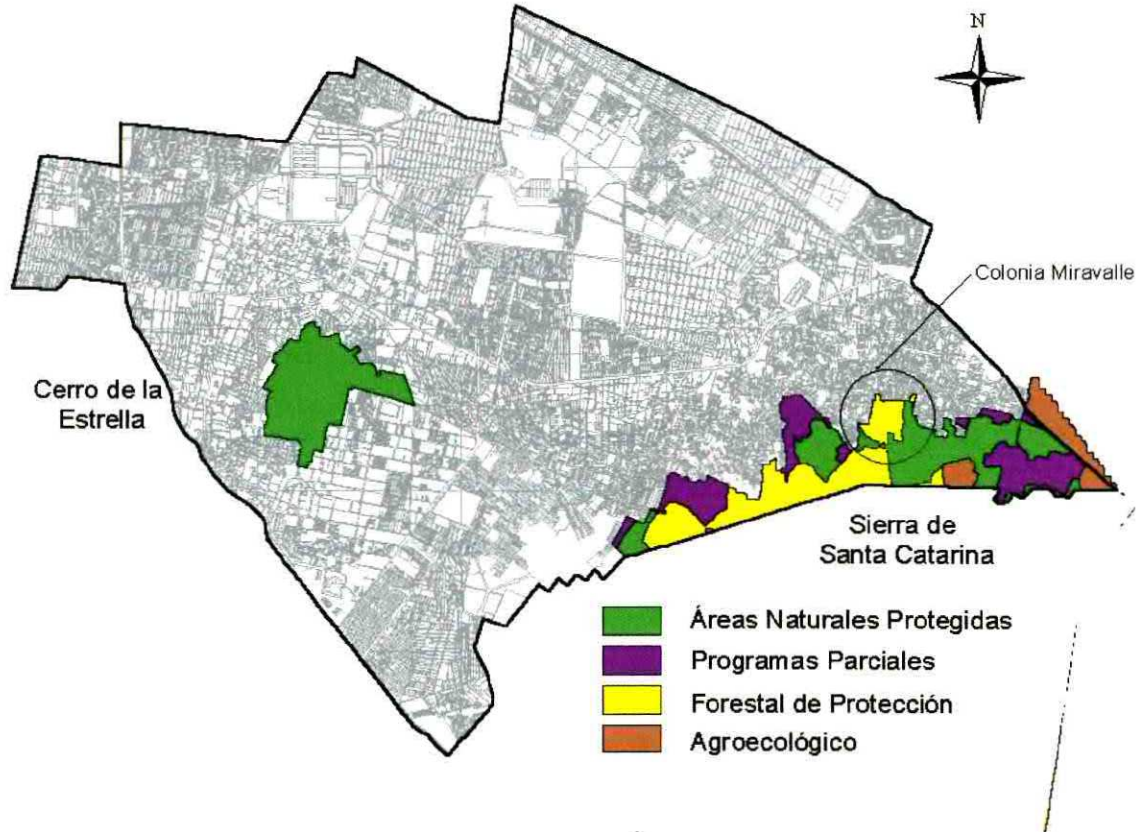 N
Colonia Miravalle
Cerro de la
Estrella
Sierra de
Santa Catarina
Áreas Naturales Protegidas
Programas Parciales
Forestal de Protección
Agroecológico